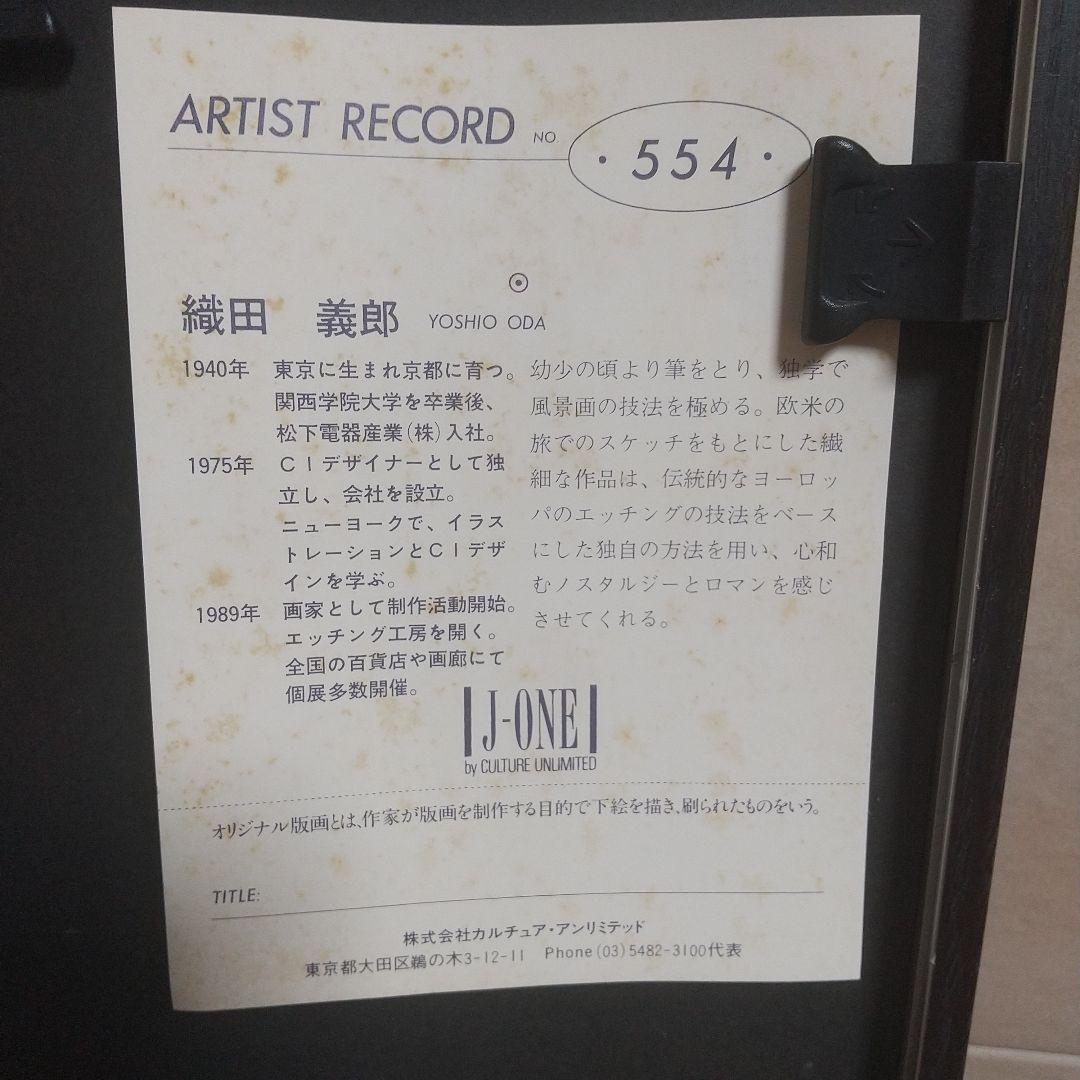 ARTIST RECORD NO. ・554・
織田 義郎 YOSHIO ODA
1940年 東京に生まれ京都に育つ。
関西学院大学を卒業後、
松下電器産業(株)入社。
1975年 CIデザイナーとして独
立し、会社を設立。
ニューヨークで、イラス
トレーションとCIデザ
インを学ぶ。
1989年 画家として制作活動開始。
エッチング工房を開く。
全国の百貨店や画廊にて
個展多数開催。
幼少の頃より筆をとり、独学で
風景画の技法を極める。欧米の
旅でのスケッチをもとにした繊
細な作品は、伝統的なヨーロッ
パのエッチングの技法をベース
にした独自の方法を用い、心和
むノスタルジーとロマンを感じ
させてくれる。
J-ONE
by CULTURE UNLIMITED
オリジナル版画とは、作家が版画を制作する目的で下絵を描き、刷られたものをいう。
TITLE:
株式会社カルチュア・アンリミテッド
東京都大田区鵜の木3-12-11 Phone(03)5482-3100代表